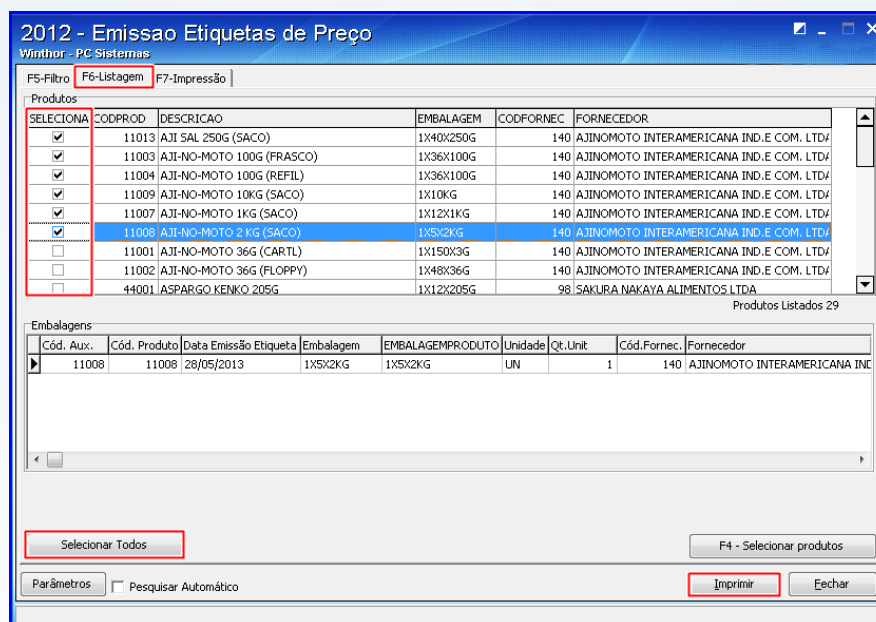 2012 - Emissao Etiquetas de Preço
Winthor - PC Sistemas
F5-Filtro F6-Listagem F7-Impressão
Produtos
SELECIONA CODPROD DESCRICAO EMBALAGEM CODFORNEC FORNECEDOR
11013 AJI SAL 250G (SACO) 1X40X250G 140 AJINOMOTO INTERAMERICANA IND.E COM. LTD
11003 AJI-NO-MOTO 100G (FRASCO) 1X36X100G 140 AJINOMOTO INTERAMERICANA IND.E COM. LTD
11004 AJI-NO-MOTO 100G (REFIL) 1X36X100G 140 AJINOMOTO INTERAMERICANA IND.E COM. LTD
11009 AJI-NO-MOTO 10KG (SACO) 1X10KG 140 AJINOMOTO INTERAMERICANA IND.E COM. LTD
11007 AJI-NO-MOTO 1KG (SACO) 1X12X1KG 140 AJINOMOTO INTERAMERICANA IND.E COM. LTD
11008 AJI-NO-MOTO 2 KG (SACO) 1X5X2KG 140 AJINOMOTO INTERAMERICANA IND.E COM. LTD
11001 AJI-NO-MOTO 36G (CARTL) 1X150X3G 140 AJINOMOTO INTERAMERICANA IND.E COM. LTD
11002 AJI-NO-MOTO 36G (FLOPPY) 1X48X36G 140 AJINOMOTO INTERAMERICANA IND.E COM. LTD
44001 ASPARGO KENKO 205G 1X12X205G 98 SAKURA NAKAYA ALIMENTOS LTDA
Produtos Listados 29
Embalagens
Cód. Aux. Cód. Produto Data Emissão Etiqueta Embalagem EMBALAGEMPRODUTO Unidade Qt.Unit Cód.Fornec. Fornecedor
11008 11008 28/05/2013 1X5X2KG 1X5X2KG UN 1 140 AJINOMOTO INTERAMERICANA IND
Selecionar Todos F4 - Selecionar produtos
Parâmetros Pesquisar Automático Imprimir Fechar